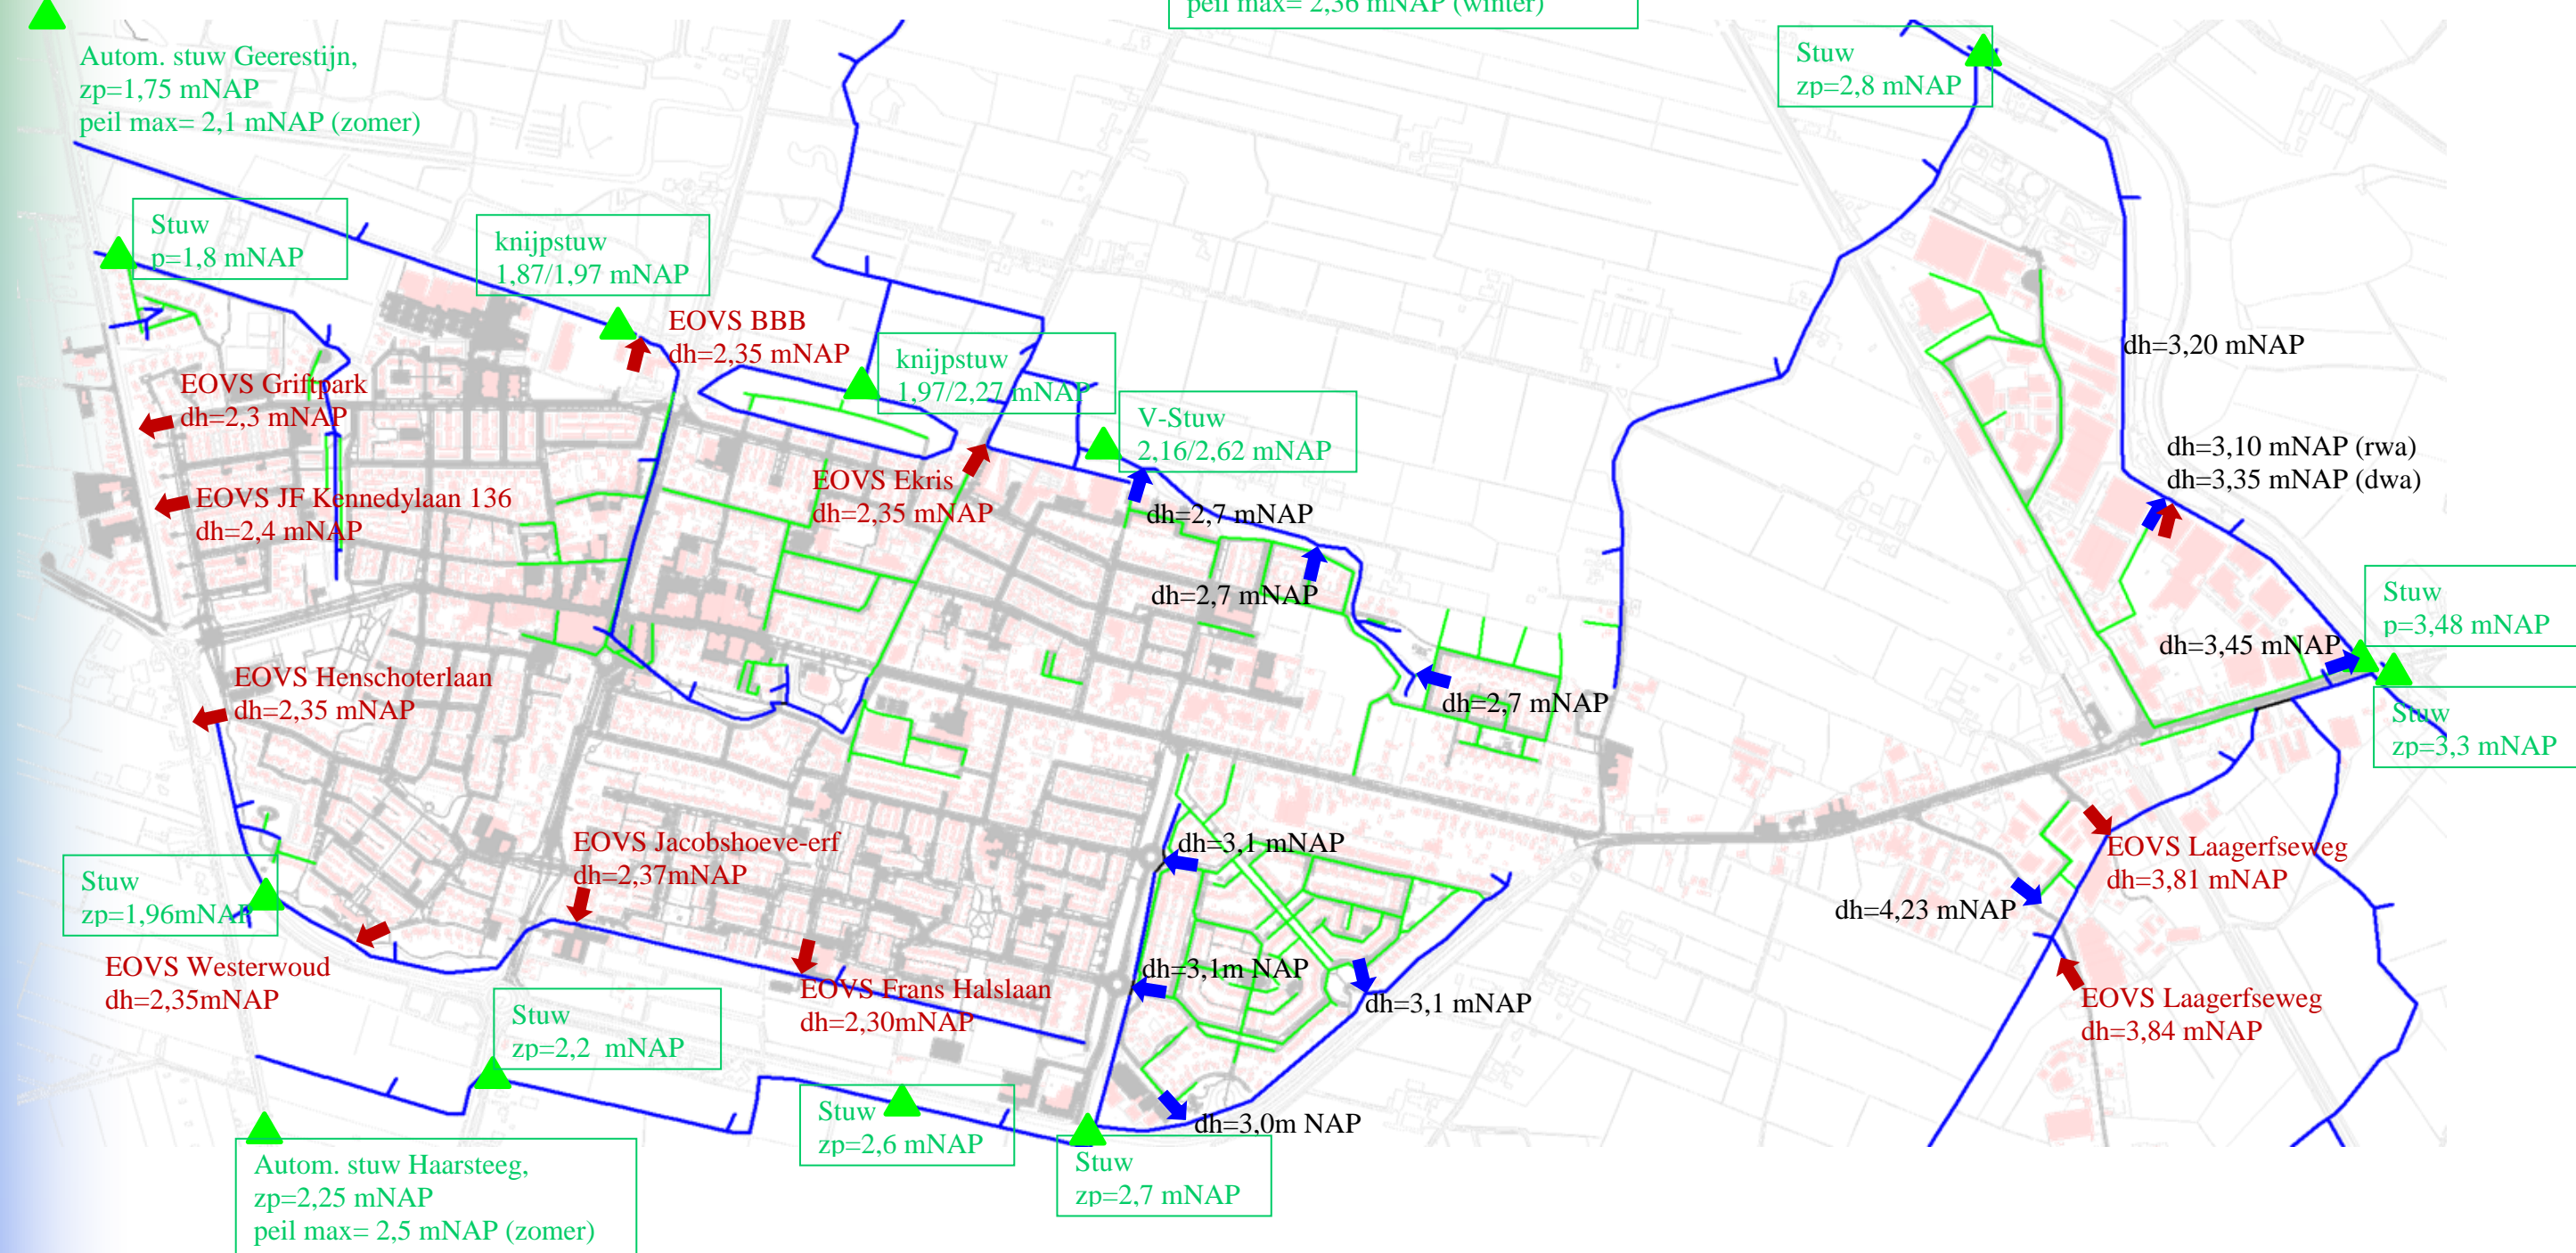 peil max= 2,36 mNAP (winter)
Autom. stuw Geerestijn,
zp=1,75 mNAP
peil max= 2,1 mNAP (zomer)
Stuw
zp=2,8 mNAP
Stuw
p=1,8 mNAP
knijpstuw
1,87/1,97 mNAP
EOVS BBB
dh=2,35 mNAP
knijpstuw
1,97/2,27 mNAP
dh=3,20 mNAP
EOVS Griftpark
dh=2,3 mNAP
V-Stuw
2,16/2,62 mNAP
dh=3,10 mNAP (rwa)
dh=3,35 mNAP (dwa)
EOVS Ekris
dh=2,35 mNAP
EOVS JF Kennedylaan 136
dh=2,4 mNAP
dh=2,7 mNAP
dh=2,7 mNAP
Stuw
p=3,48 mNAP
dh=3,45 mNAP
EOVS Henschoterlaan
dh=2,35 mNAP
dh=2,7 mNAP
Stuw
zp=3,3 mNAP
EOVS Jacobshoeve-erf
dh=2,37mNAP
dh=3,1 mNAP
EOVS Laagerfseweg
dh=3,81 mNAP
Stuw
zp=1,96mNAP
dh=4,23 mNAP
EOVS Westerwoud
dh=2,35mNAP
dh=3,1m NAP
EOVS Frans Halslaan
dh=2,30mNAP
dh=3,1 mNAP
EOVS Laagerfseweg
dh=3,84 mNAP
Stuw
zp=2,2 mNAP
Stuw
zp=2,6 mNAP
dh=3,0m NAP
Stuw
zp=2,7 mNAP
Autom. stuw Haarsteeg,
zp=2,25 mNAP
peil max= 2,5 mNAP (zomer)